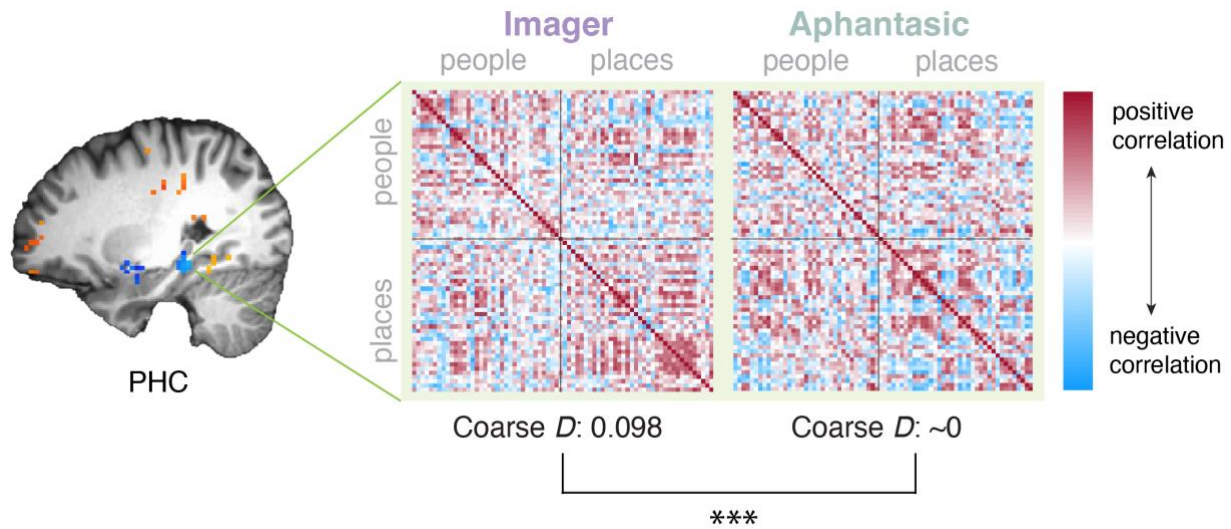 Imager
Aphantasic
people
places
people
places
people
places
PHC
positive
correlation
negative
correlation
Coarse D: 0.098
Coarse D: ~0
***